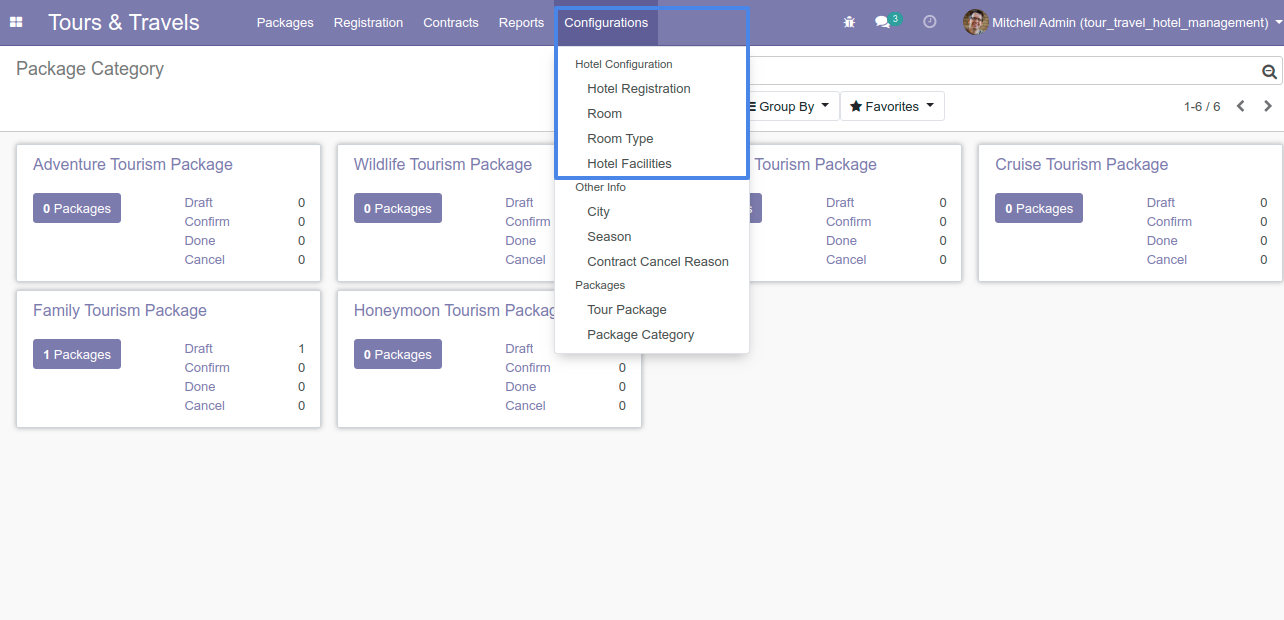 Tours & Travels Packages Registration Contracts Reports Configurations 3 Mitchell Admin (tour_travel_hotel_management)
Package Category
Group By Favorites 1-6 / 6
Hotel Configuration
Hotel Registration
Room
Room Type
Hotel Facilities
Other Info
City
Season
Contract Cancel Reason
Packages
Tour Package
Package Category
Adventure Tourism Package
0 Packages
Draft 0
Confirm 0
Done 0
Cancel 0
Wildlife Tourism Package
0 Packages
Draft
Confirm
Done
Cancel
Tourism Package
Draft 0
Confirm 0
Done 0
Cancel 0
Cruise Tourism Package
0 Packages
Draft 0
Confirm 0
Done 0
Cancel 0
Family Tourism Package
1 Packages
Draft 1
Confirm 0
Done 0
Cancel 0
Honeymoon Tourism Packag
0 Packages
Draft
Confirm 0
Done 0
Cancel 0